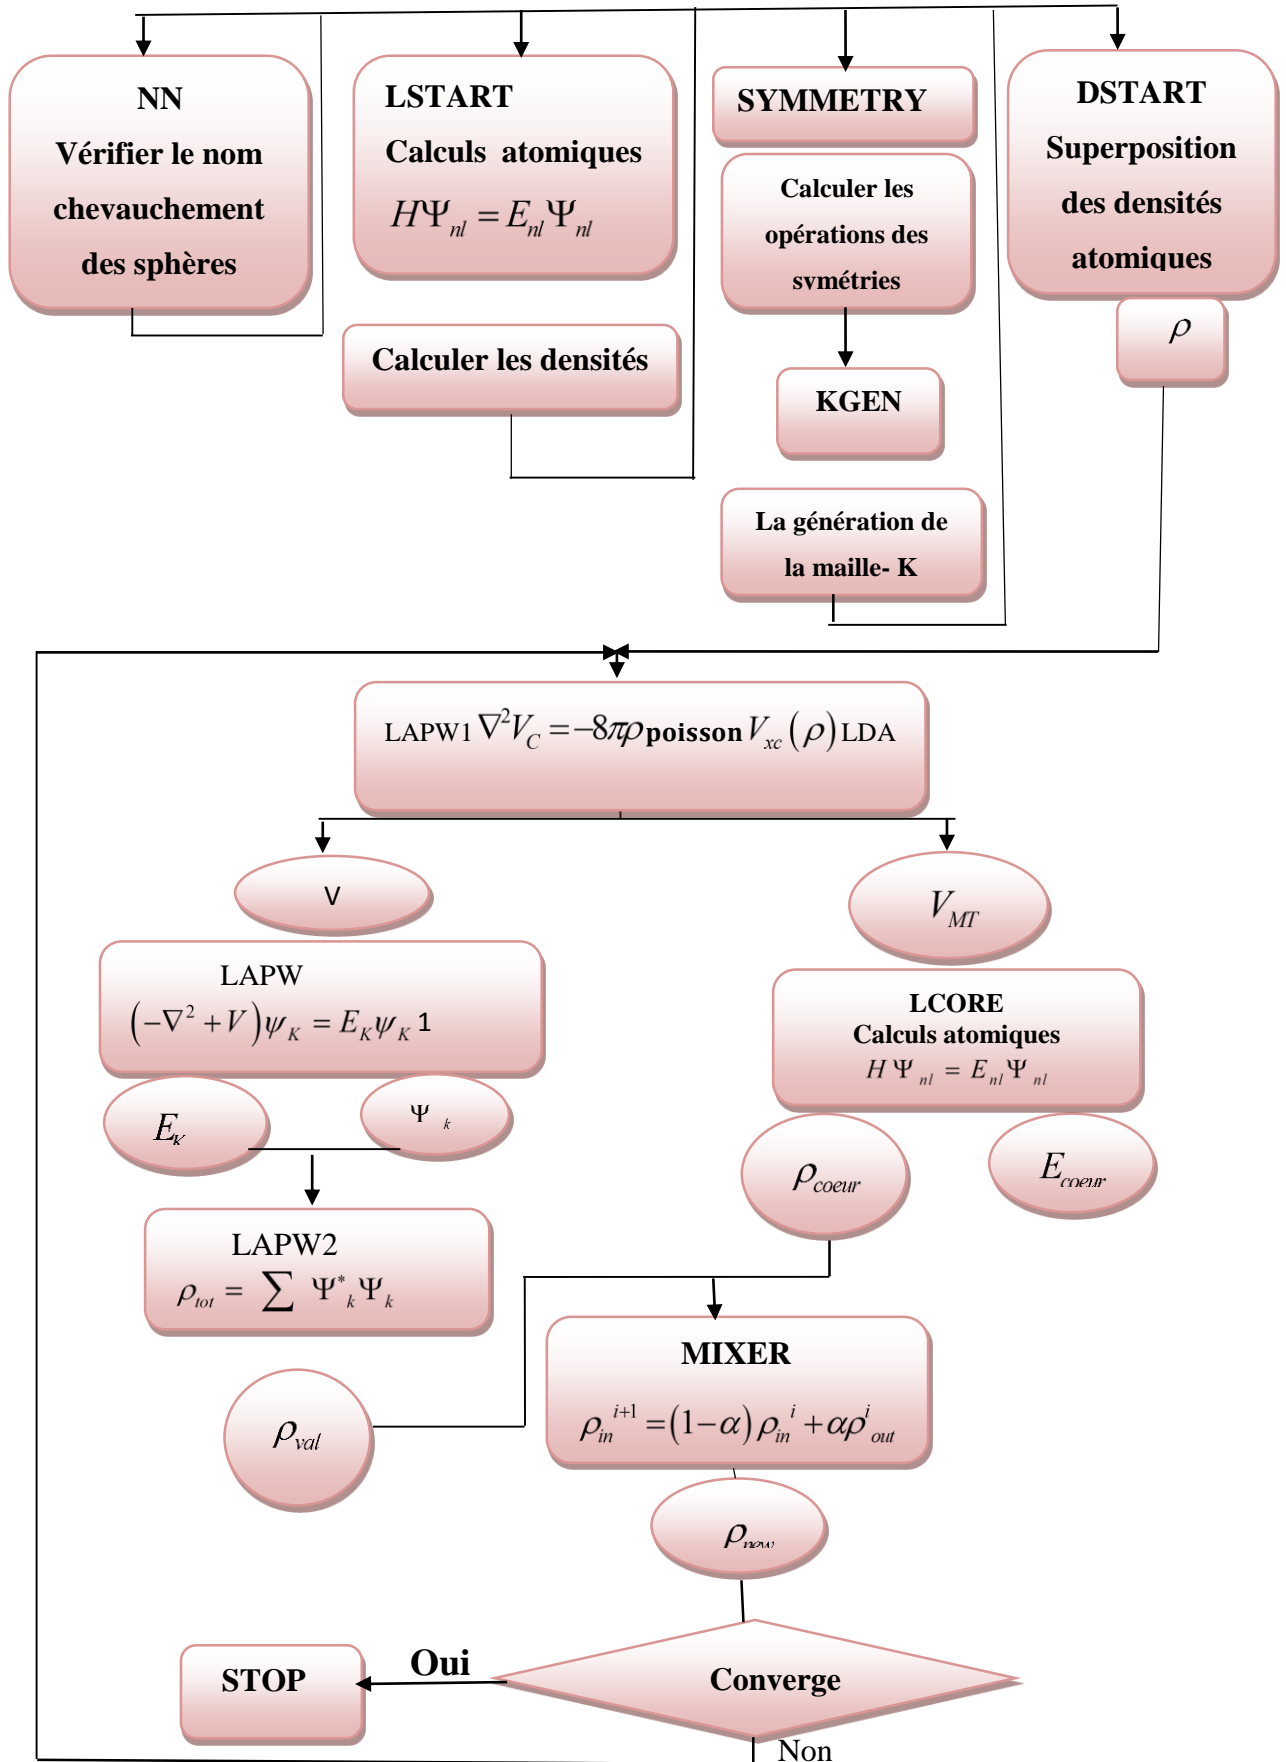 NN
Vérifier le nom
chevauchement
des sphères
LSTART
Calculs atomiques
HΨ_nl = E_nl Ψ_nl
Calculer les densités
SYMMETRY
Calculer les
opérations des
symétries
KGEN
La génération de
la maille- K
DSTART
Superposition
des densités
atomiques
ρ
LAPW1 ∇²V_C = −8πρ poisson V_xc(ρ) LDA
V
V_MT
LAPW
(−∇² + V)ψ_K = E_K ψ_K 1
LCORE
Calculs atomiques
H Ψ_nl = E_nl Ψ_nl
E_K
Ψ_k
ρ_coeur
E_coeur
LAPW2
ρ_tot = ∑ Ψ*_k Ψ_k
MIXER
ρ_in^{i+1} = (1−α) ρ_in^i + αρ^i_out
ρ_val
ρ_new
Converge
Oui
STOP
Non